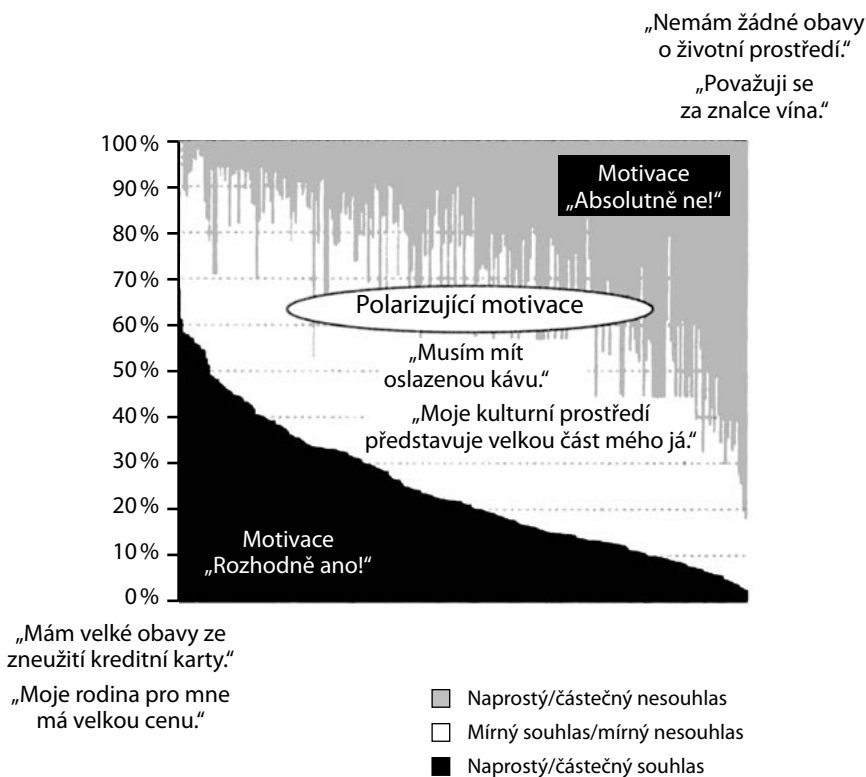 „Nemám žádné obavy
o životní prostředí.“
„Považuji se
za znalce vína.“
100 %
90 %
80 %
70 %
60 %
50 %
40 %
30 %
20 %
10 %
0 %
Motivace
„Absolutně ne!“
Polarizující motivace
„Musím mít
oslazenou kávu.“
„Moje kulturní prostředí
představuje velkou část mého já.“
Motivace
„Rozhodně ano!“
„Mám velké obavy ze
zneužití kreditní karty.“
„Moje rodina pro mne
má velkou cenu.“
Naprostý/částečný nesouhlas
Mírný souhlas/mírný nesouhlas
Naprostý/částečný souhlas